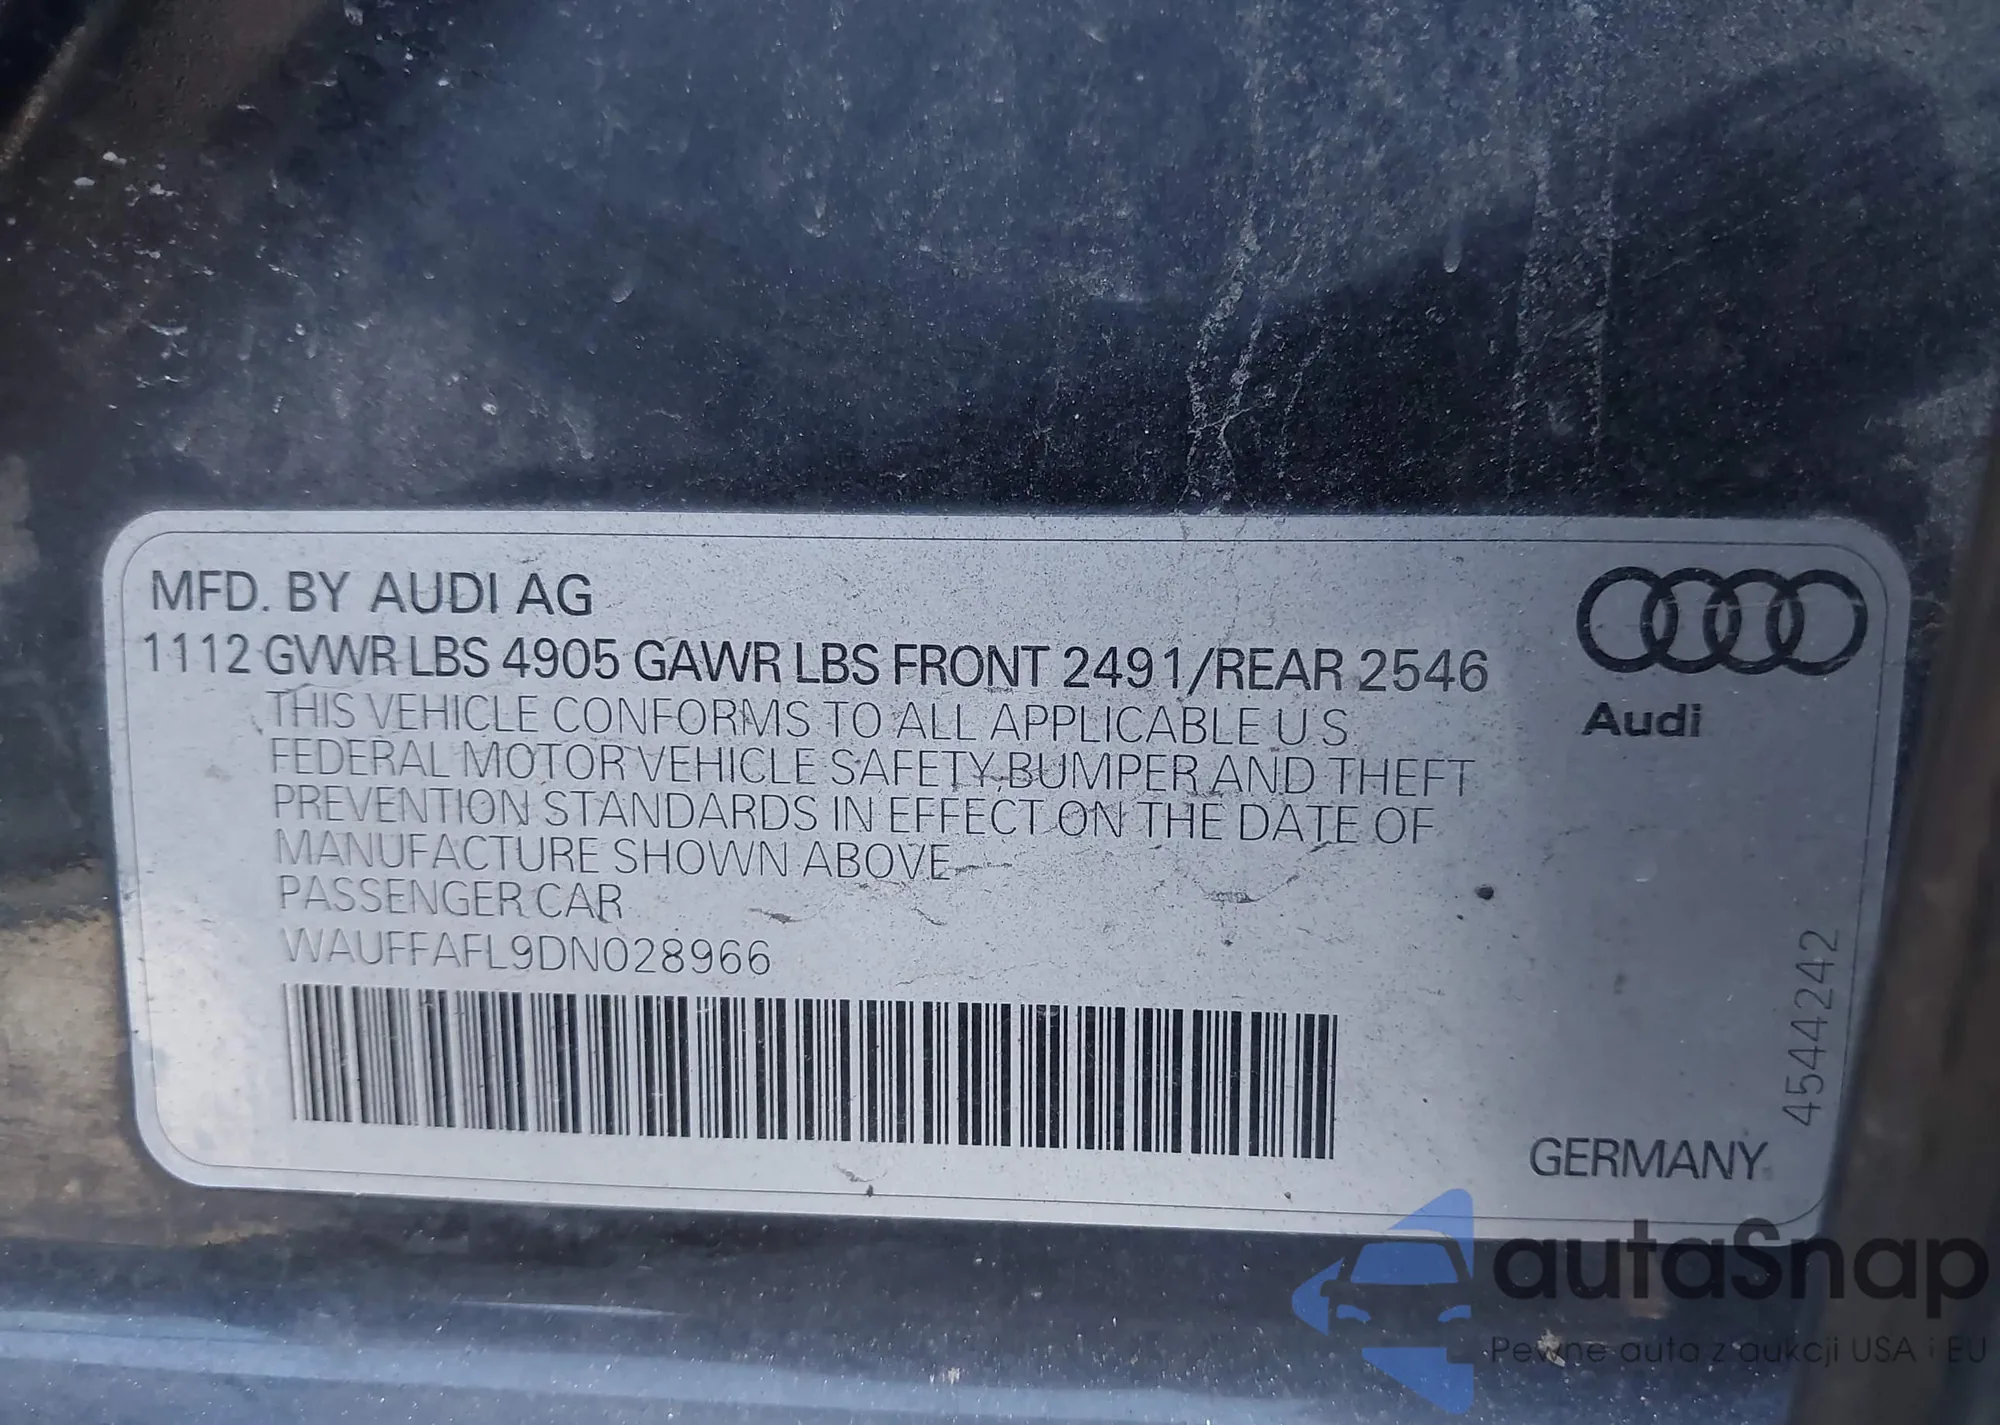 MFD. BY AUDI AG
1112 GVWR LBS 4905 GAWR LBS FRONT 2491/REAR 2546
THIS VEHICLE CONFORMS TO ALL APPLICABLE U S
FEDERAL MOTOR VEHICLE SAFETY,BUMPER AND THEFT
PREVENTION STANDARDS IN EFFECT ON THE DATE OF
MANUFACTURE SHOWN ABOVE
PASSENGER CAR
WAUFFAFL9DN028966
Audi
4544242
GERMANY
autaSnap
Pewne auta z aukcji USA i EU